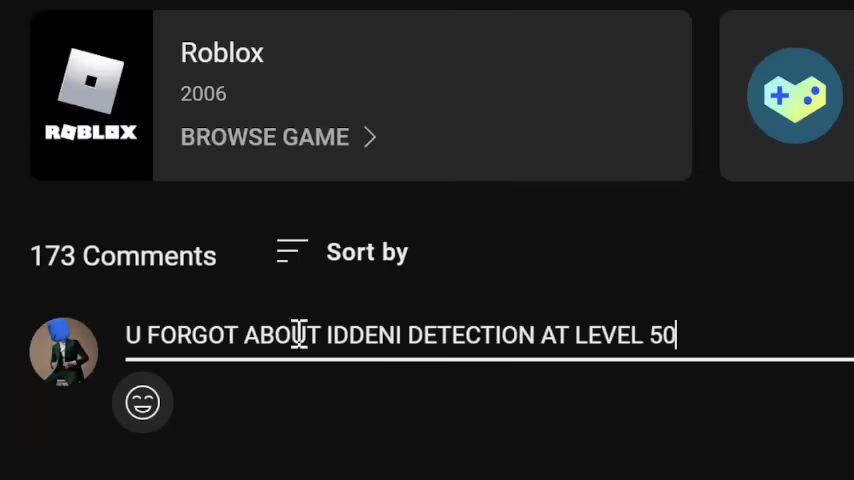 Roblox
2006
BROWSE GAME
ROBLOX
173 Comments
Sort by
U FORGOT ABOUT IDDENI DETECTION AT LEVEL 50